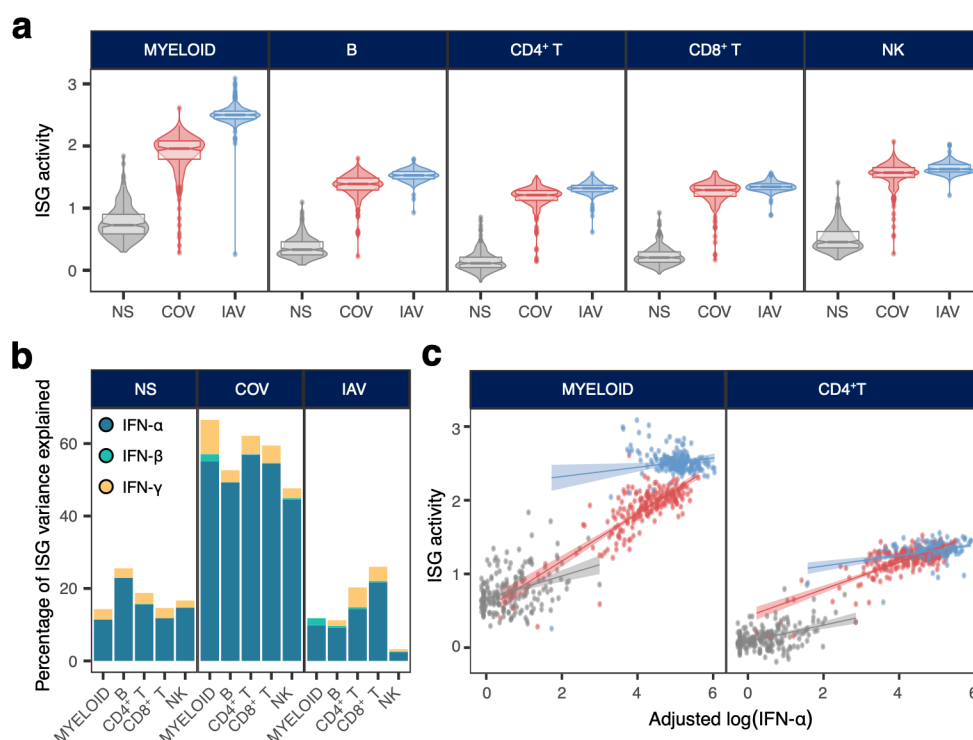 a
MYELOID B CD4⁺ T CD8⁺ T NK
ISG activity
3
2
1
0
NS COV IAV NS COV IAV NS COV IAV NS COV IAV NS COV IAV
b
NS COV IAV
Percentage of ISG variance explained
60
40
20
0
IFN-α
IFN-β
IFN-γ
MYELOID B CD4⁺ T CD8⁺ T NK MYELOID B CD4⁺ T CD8⁺ T NK MYELOID B CD4⁺ T CD8⁺ T NK
c
MYELOID CD4⁺T
ISG activity
3
2
1
0
0 2 4 6 0 2 4 6
Adjusted log(IFN-α)